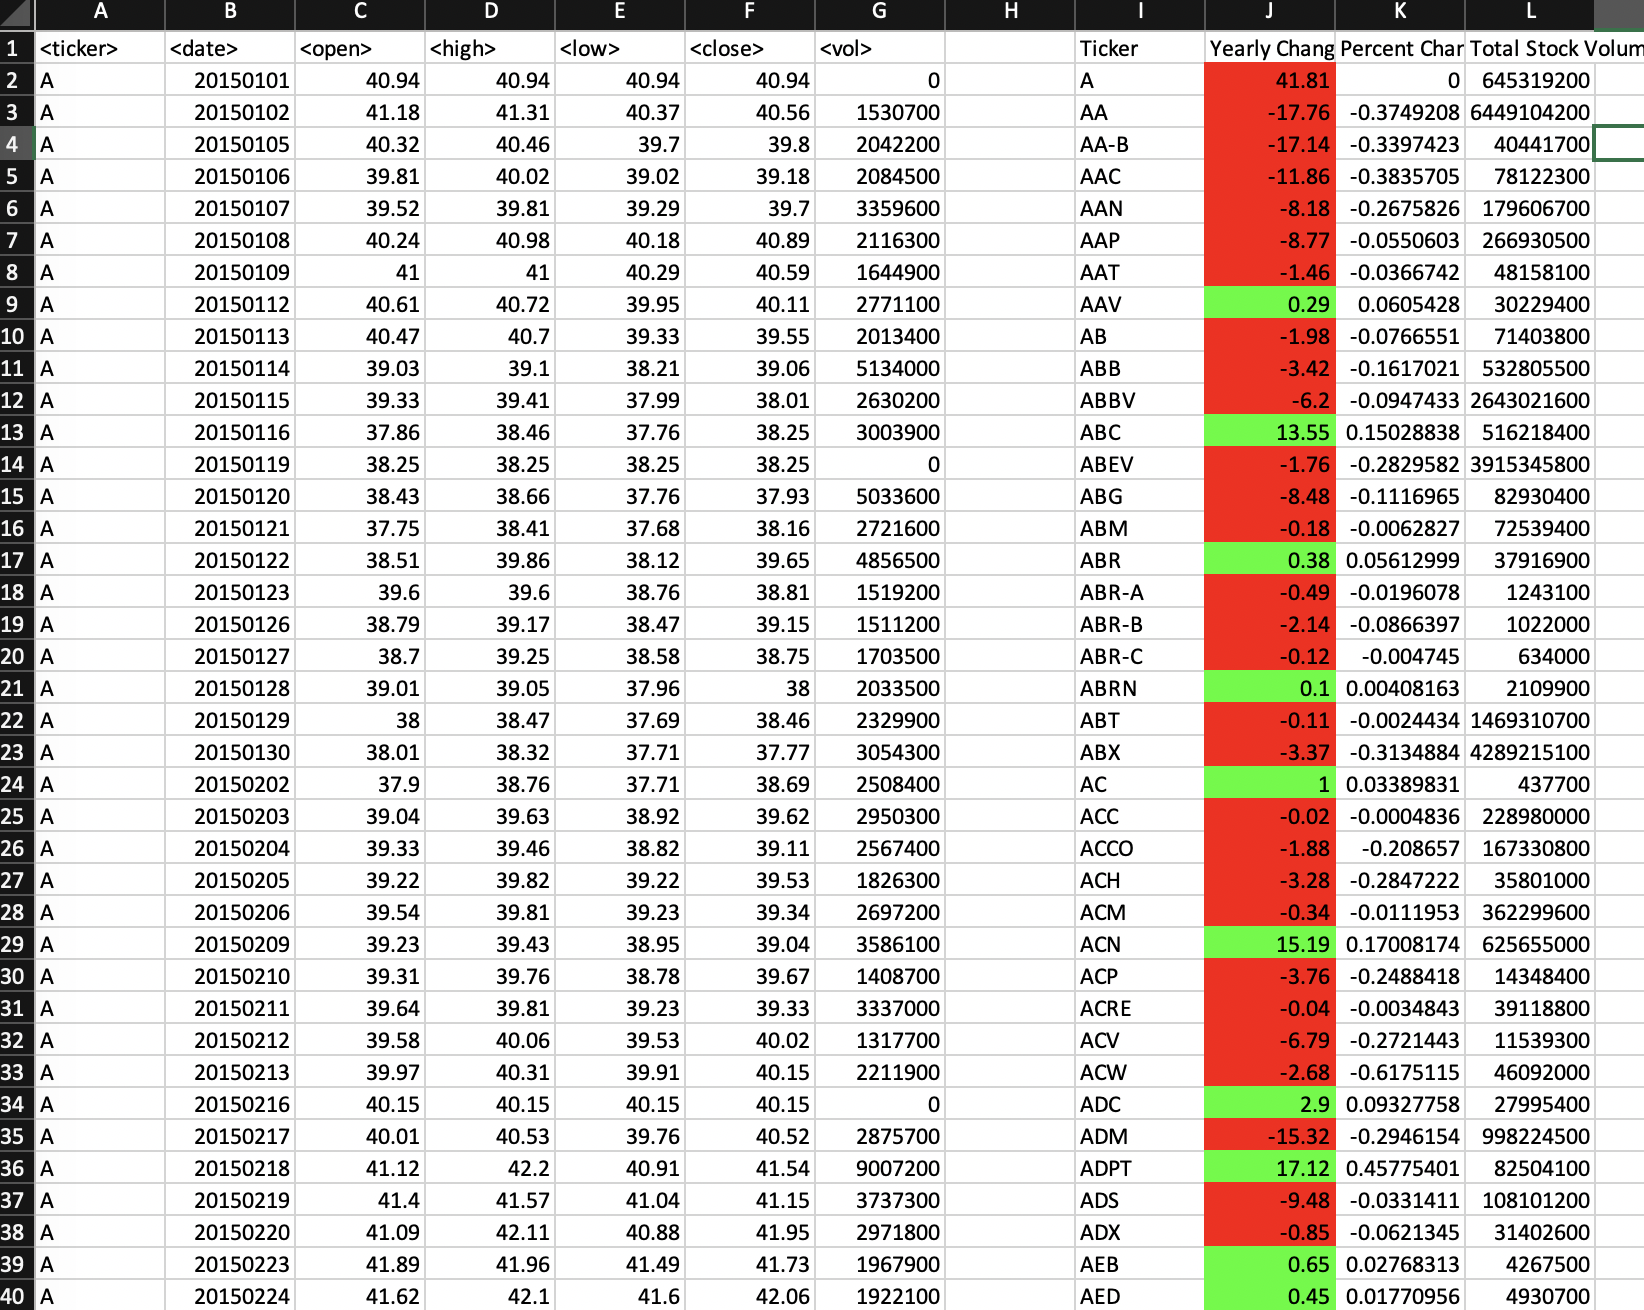 A B C D E F G H I J K L
1 <ticker> <date> <open> <high> <low> <close> <vol> Ticker Yearly Chang Percent Char Total Stock Volum
2 A 20150101 40.94 40.94 40.94 40.94 0 A 41.81 0 645319200
3 A 20150102 41.18 41.31 40.37 40.56 1530700 AA -17.76 -0.3749208 6449104200
4 A 20150105 40.32 40.46 39.7 39.8 2042200 AA-B -17.14 -0.3397423 40441700
5 A 20150106 39.81 40.02 39.02 39.18 2084500 AAC -11.86 -0.3835705 78122300
6 A 20150107 39.52 39.81 39.29 39.7 3359600 AAN -8.18 -0.2675826 179606700
7 A 20150108 40.24 40.98 40.18 40.89 2116300 AAP -8.77 -0.0550603 266930500
8 A 20150109 41 41 40.29 40.59 1644900 AAT -1.46 -0.0366742 48158100
9 A 20150112 40.61 40.72 39.95 40.11 2771100 AAV 0.29 0.0605428 30229400
10 A 20150113 40.47 40.7 39.33 39.55 2013400 AB -1.98 -0.0766551 71403800
11 A 20150114 39.03 39.1 38.21 39.06 5134000 ABB -3.42 -0.1617021 532805500
12 A 20150115 39.33 39.41 37.99 38.01 2630200 ABBV -6.2 -0.0947433 2643021600
13 A 20150116 37.86 38.46 37.76 38.25 3003900 ABC 13.55 0.15028838 516218400
14 A 20150119 38.25 38.25 38.25 38.25 0 ABEV -1.76 -0.2829582 3915345800
15 A 20150120 38.43 38.66 37.76 37.93 5033600 ABG -8.48 -0.1116965 82930400
16 A 20150121 37.75 38.41 37.68 38.16 2721600 ABM -0.18 -0.0062827 72539400
17 A 20150122 38.51 39.86 38.12 39.65 4856500 ABR 0.38 0.05612999 37916900
18 A 20150123 39.6 39.6 38.76 38.81 1519200 ABR-A -0.49 -0.0196078 1243100
19 A 20150126 38.79 39.17 38.47 39.15 1511200 ABR-B -2.14 -0.0866397 1022000
20 A 20150127 38.7 39.25 38.58 38.75 1703500 ABR-C -0.12 -0.004745 634000
21 A 20150128 39.01 39.05 37.96 38 2033500 ABRN 0.1 0.00408163 2109900
22 A 20150129 38 38.47 37.69 38.46 2329900 ABT -0.11 -0.0024434 1469310700
23 A 20150130 38.01 38.32 37.71 37.77 3054300 ABX -3.37 -0.3134884 4289215100
24 A 20150202 37.9 38.76 37.71 38.69 2508400 AC 1 0.03389831 437700
25 A 20150203 39.04 39.63 38.92 39.62 2950300 ACC -0.02 -0.0004836 228980000
26 A 20150204 39.33 39.46 38.82 39.11 2567400 ACCO -1.88 -0.208657 167330800
27 A 20150205 39.22 39.82 39.22 39.53 1826300 ACH -3.28 -0.2847222 35801000
28 A 20150206 39.54 39.81 39.23 39.34 2697200 ACM -0.34 -0.0111953 362299600
29 A 20150209 39.23 39.43 38.95 39.04 3586100 ACN 15.19 0.17008174 625655000
30 A 20150210 39.31 39.76 38.78 39.67 1408700 ACP -3.76 -0.2488418 14348400
31 A 20150211 39.64 39.81 39.23 39.33 3337000 ACRE -0.04 -0.0034843 39118800
32 A 20150212 39.58 40.06 39.53 40.02 1317700 ACV -6.79 -0.2721443 11539300
33 A 20150213 39.97 40.31 39.91 40.15 2211900 ACW -2.68 -0.6175115 46092000
34 A 20150216 40.15 40.15 40.15 40.15 0 ADC 2.9 0.09327758 27995400
35 A 20150217 40.01 40.53 39.76 40.52 2875700 ADM -15.32 -0.2946154 998224500
36 A 20150218 41.12 42.2 40.91 41.54 9007200 ADPT 17.12 0.45775401 82504100
37 A 20150219 41.4 41.57 41.04 41.15 3737300 ADS -9.48 -0.0331411 108101200
38 A 20150220 41.09 42.11 40.88 41.95 2971800 ADX -0.85 -0.0621345 31402600
39 A 20150223 41.89 41.96 41.49 41.73 1967900 AEB 0.65 0.02768313 4267500
40 A 20150224 41.62 42.1 41.6 42.06 1922100 AED 0.45 0.01770956 4930700